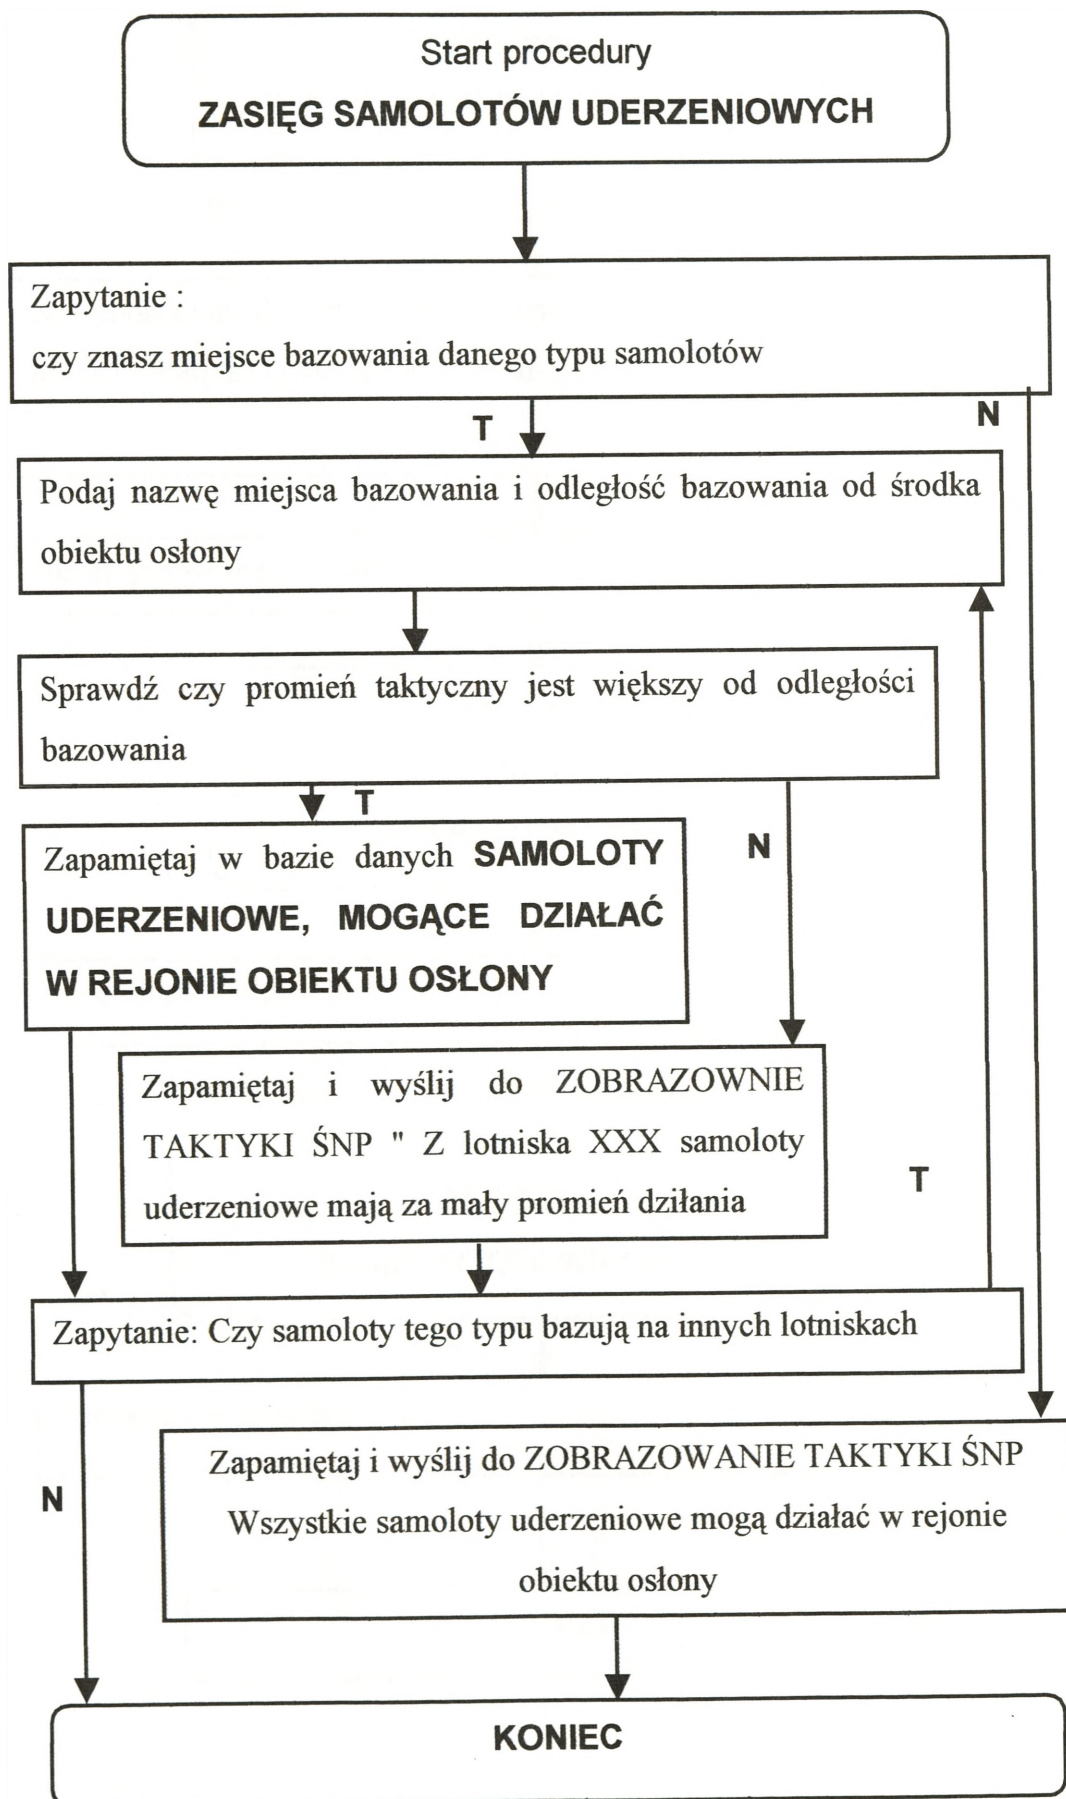 Start procedury
ZASIĘG SAMOLOTÓW UDERZENIOWYCH
Zapytanie :
czy znasz miejsce bazowania danego typu samolotów
T
N
Podaj nazwę miejsca bazowania i odległość bazowania od środka
obiektu osłony
Sprawdź czy promień taktyczny jest większy od odległości
bazowania
T
N
Zapamiętaj w bazie danych SAMOLOTY
UDERZENIOWE, MOGĄCE DZIAŁAĆ
W REJONIE OBIEKTU OSŁONY
Zapamiętaj i wyślij do ZOBRAZOWNIE
TAKTYKI ŚNP " Z lotniska XXX samoloty
uderzeniowe mają za mały promień dziłania
T
Zapytanie: Czy samoloty tego typu bazują na innych lotniskach
N
Zapamiętaj i wyślij do ZOBRAZOWANIE TAKTYKI ŚNP
Wszystkie samoloty uderzeniowe mogą działać w rejonie
obiektu osłony
KONIEC